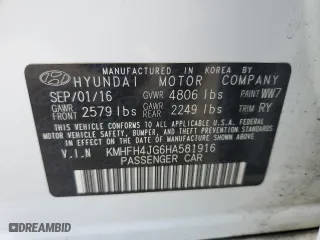 MANUFACTURED IN KOREA BY
HYUNDAI MOTOR COMPANY
SEP/01/16 GVWR 4806 lbs PAINT WW7
GAWR FRONT 2579 lbs GAWR REAR 2249 lbs TRIM RY
THIS VEHICLE CONFORMS TO ALL APPLICABLE
FEDERAL MOTOR VEHICLE SAFETY, BUMPER, AND
THEFT PREVENTION STANDARDS IN EFFECT ON
THE DATE OF MANUFACTURE SHOWN ABOVE.
V.I.N KMHFH4JG6HA581916
PASSENGER CAR
DEALERSHIP.CC